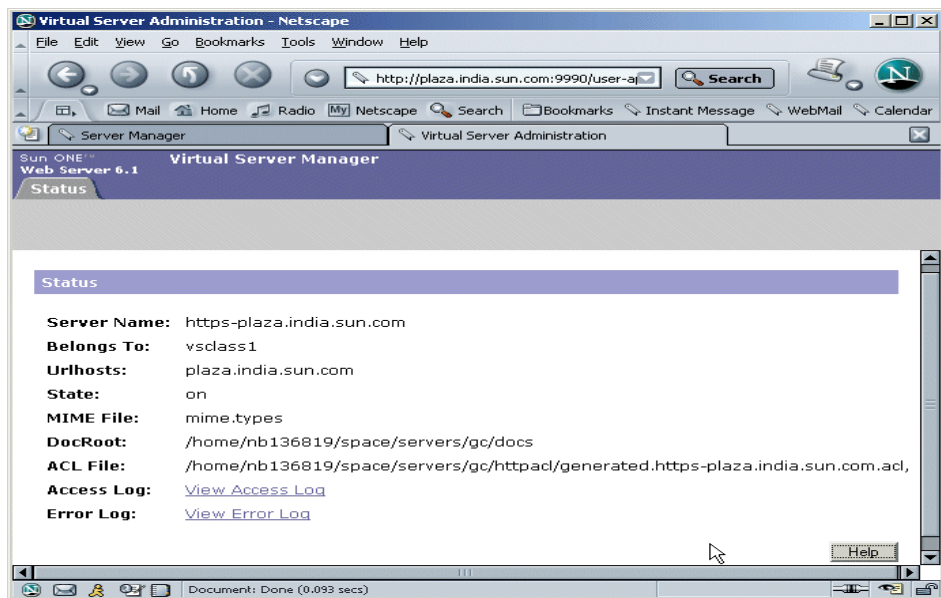 Virtual Server Administration - Netscape
File Edit View Go Bookmarks Tools Window Help
http://plaza.india.sun.com:9990/user-ap Search N
Mail Home Radio My Netscape Search Bookmarks Instant Message WebMail Calendar
Server Manager Virtual Server Administration
Sun ONE™ Virtual Server Manager
Web Server 6.1
Status
Status
Server Name: https-plaza.india.sun.com
Belongs To: vsclass1
Urlhosts: plaza.india.sun.com
State: on
MIME File: mime.types
DocRoot: /home/nb136819/space/servers/gc/docs
ACL File: /home/nb136819/space/servers/gc/httpacl/generated.https-plaza.india.sun.com.acl,
Access Log: View Access Log
Error Log: View Error Log
Help
Document: Done (0.093 secs)